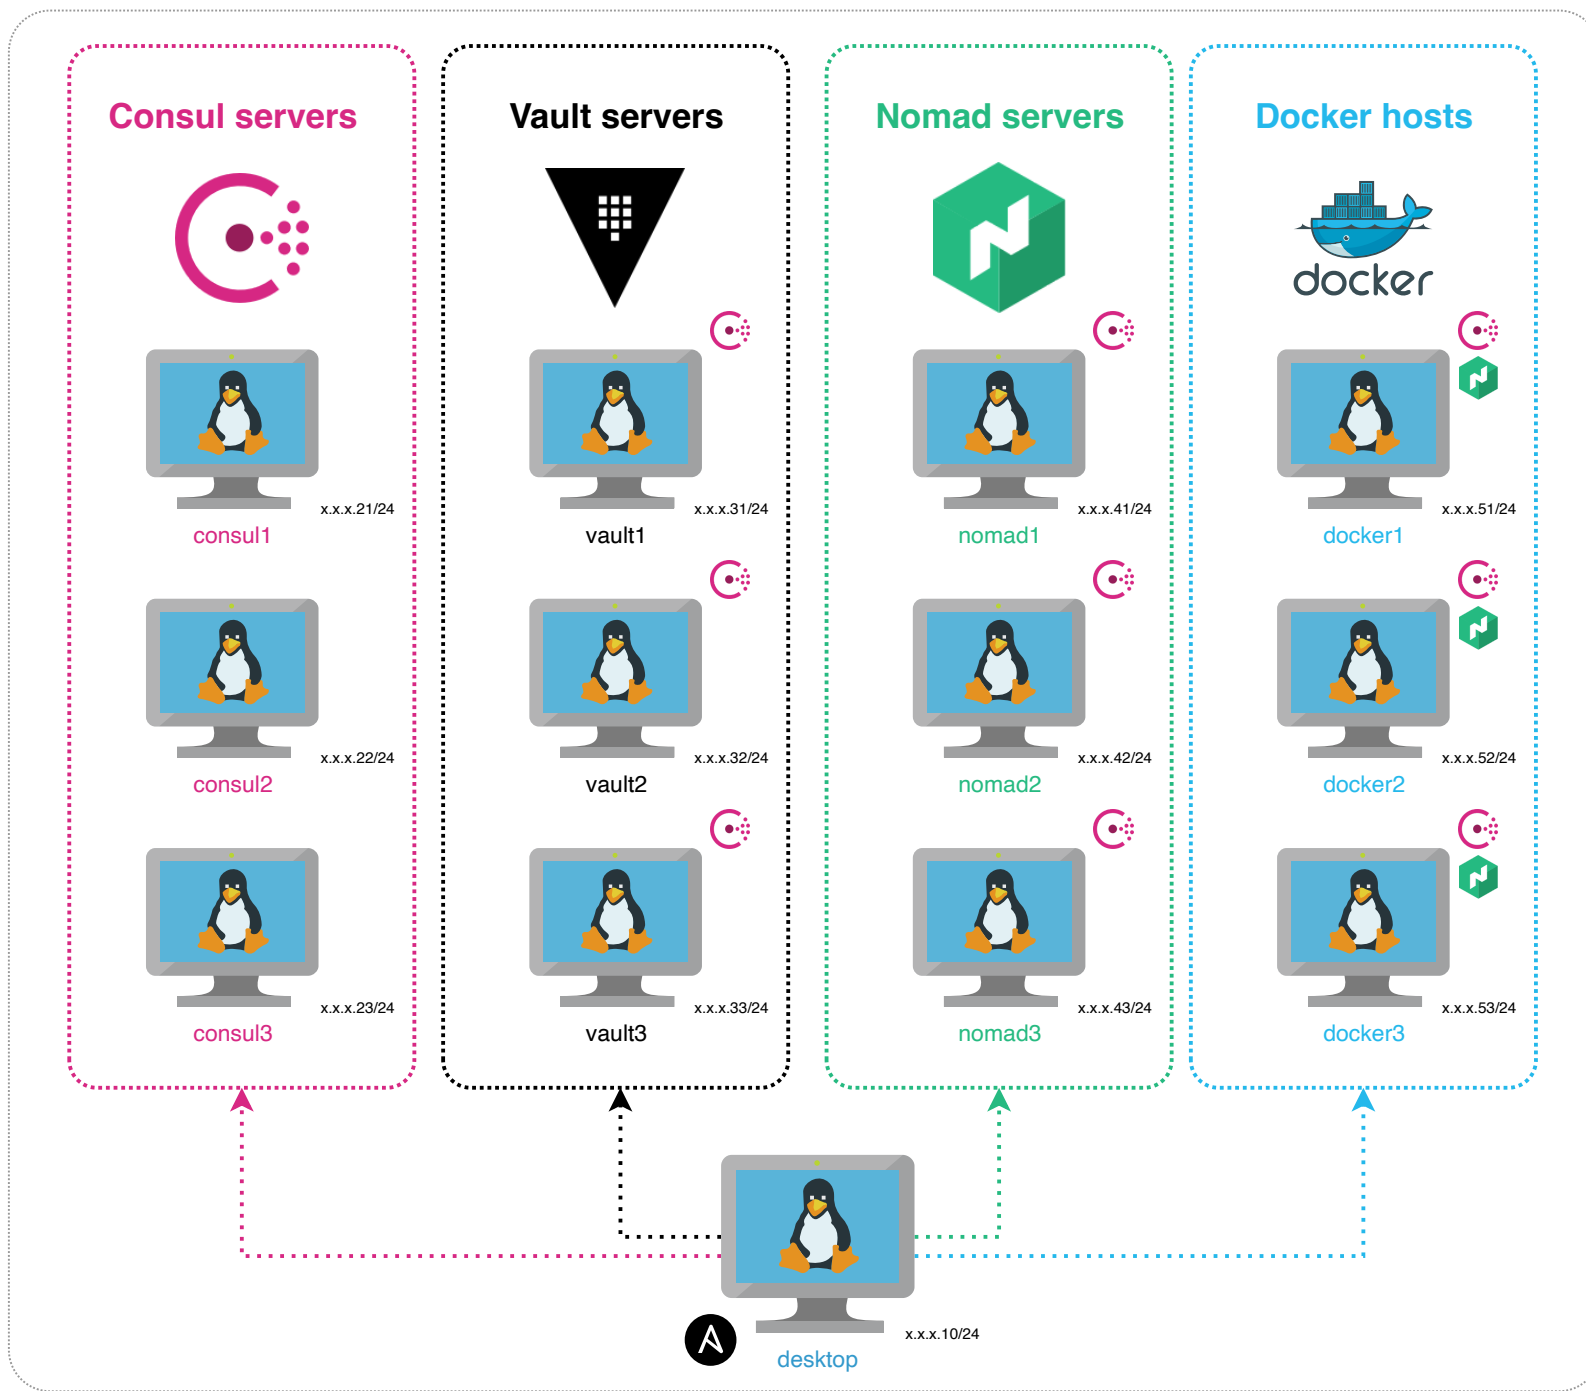 Consul servers
Vault servers
Nomad servers
Docker hosts
docker
x.x.x.21/24
x.x.x.31/24
x.x.x.41/24
x.x.x.51/24
consul1
vault1
nomad1
docker1
x.x.x.22/24
x.x.x.32/24
x.x.x.42/24
x.x.x.52/24
consul2
vault2
nomad2
docker2
x.x.x.23/24
x.x.x.33/24
x.x.x.43/24
x.x.x.53/24
consul3
vault3
nomad3
docker3
x.x.x.10/24
desktop